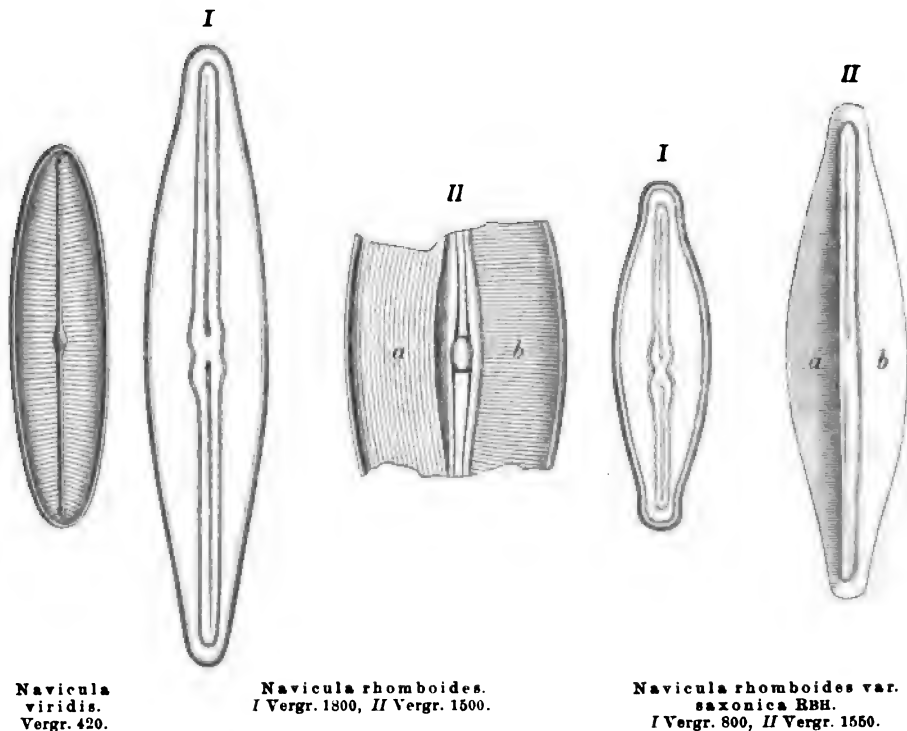 I
II
I
II
a
b
a
b
Navicula
viridis.
Vergr. 420.
Navicula rhomboides.
I Vergr. 1800, II Vergr. 1500.
Navicula rhomboides var.
saxonica RBH.
I Vergr. 800, II Vergr. 1550.